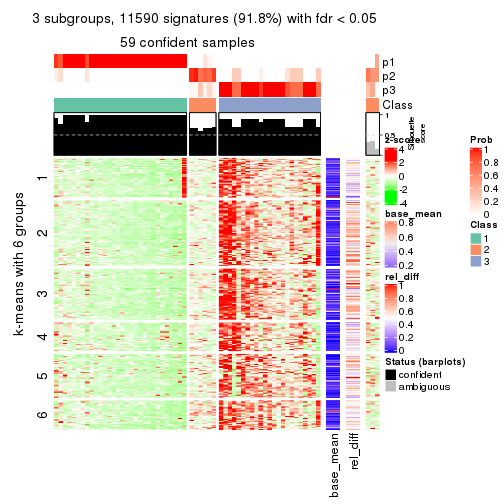 3 subgroups, 11590 signatures (91.8%) with fdr < 0.05
59 confident samples
p1
p2
p3
Class
1
0.5
Silhouette score
k-means with 6 groups
1
2
3
4
5
6
base_mean
rel_diff
z-score
4
2
0
-2
-4
base_mean
0.8
0.6
0.4
0.2
rel_diff
1
0.8
0.6
0.4
0.2
0
Status (barplots)
confident
ambiguous
Prob
1
0.8
0.6
0.4
0.2
0
Class
1
2
3